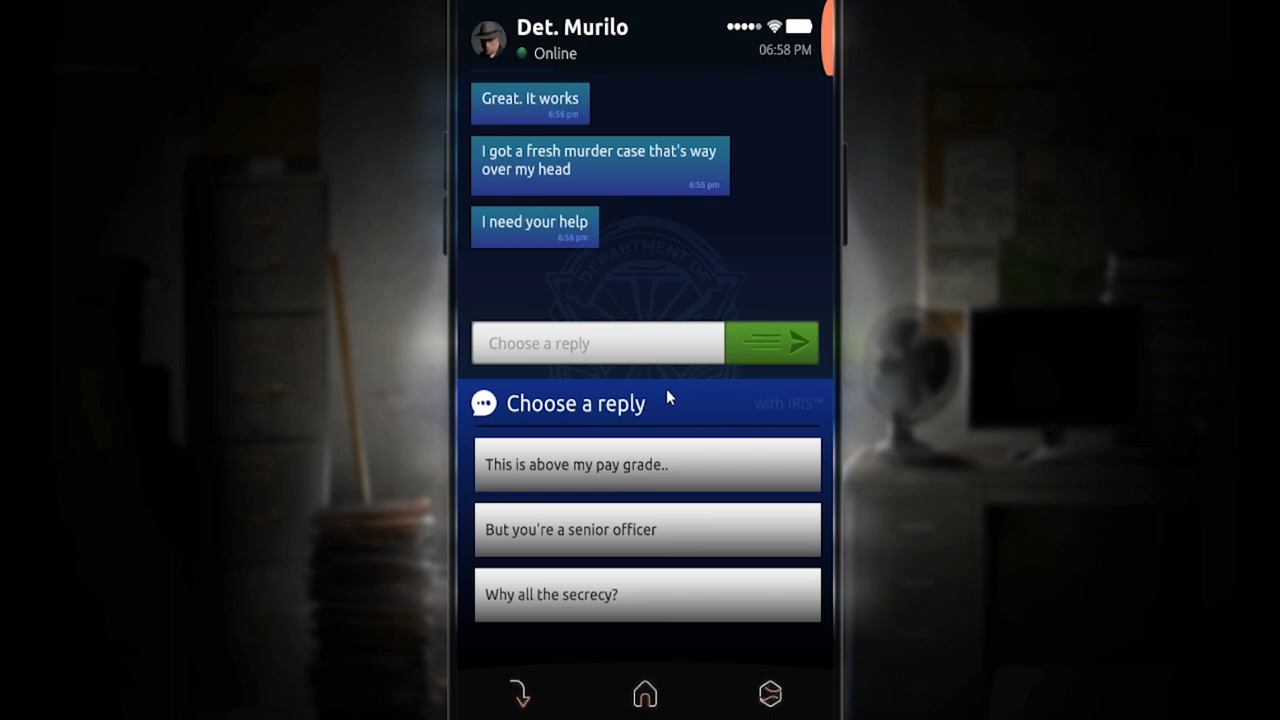 Det. Murilo
Online
06:58 PM
Great. It works
6:56 pm
I got a fresh murder case that's way
over my head
6:56 pm
I need your help
6:56 pm
DEPARTMENT OF
Choose a reply
Choose a reply
with IRIS™
This is above my pay grade..
But you're a senior officer
Why all the secrecy?